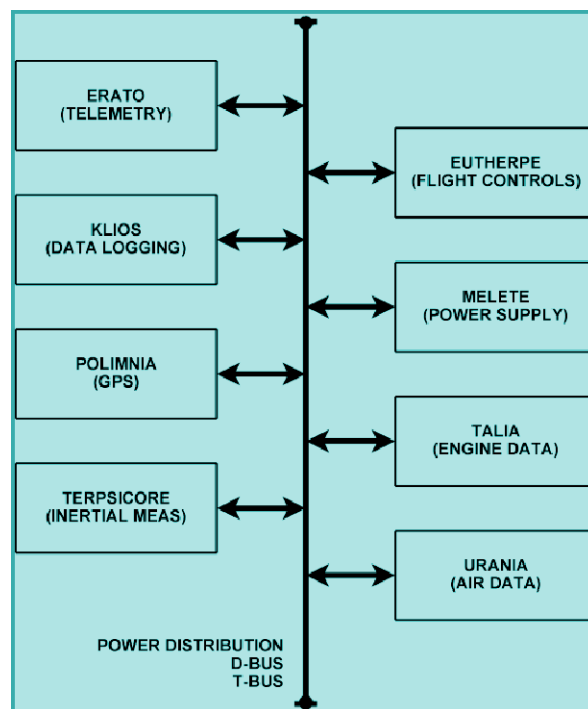 ERATO
(TELEMETRY)
EUTHERPE
(FLIGHT CONTROLS)
KLIOS
(DATA LOGGING)
MELETE
(POWER SUPPLY)
POLIMNIA
(GPS)
TALIA
(ENGINE DATA)
TERPSICORE
(INERTIAL MEAS)
URANIA
(AIR DATA)
POWER DISTRIBUTION
D-BUS
T-BUS